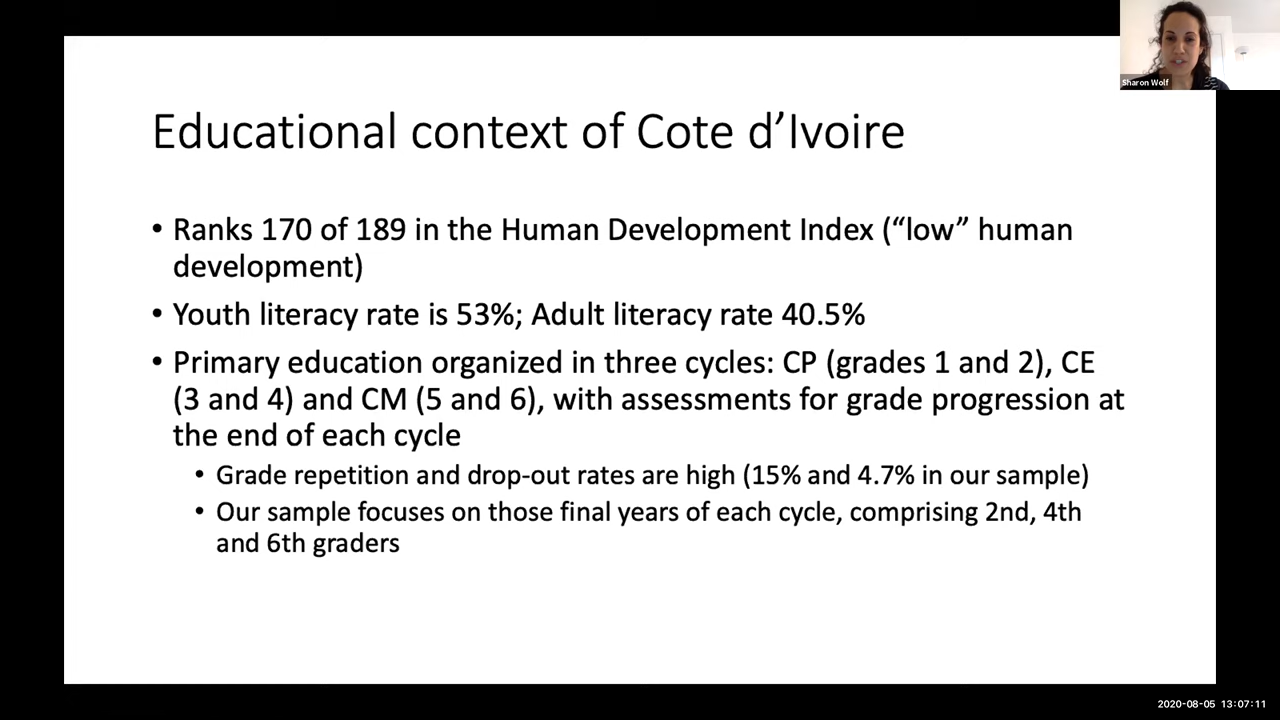 Sharon Wolf
Educational context of Cote d’Ivoire
• Ranks 170 of 189 in the Human Development Index (“low” human
development)
• Youth literacy rate is 53%; Adult literacy rate 40.5%
• Primary education organized in three cycles: CP (grades 1 and 2), CE
(3 and 4) and CM (5 and 6), with assessments for grade progression at
the end of each cycle
• Grade repetition and drop-out rates are high (15% and 4.7% in our sample)
• Our sample focuses on those final years of each cycle, comprising 2nd, 4th
and 6th graders
2020-08-05 13:07:11